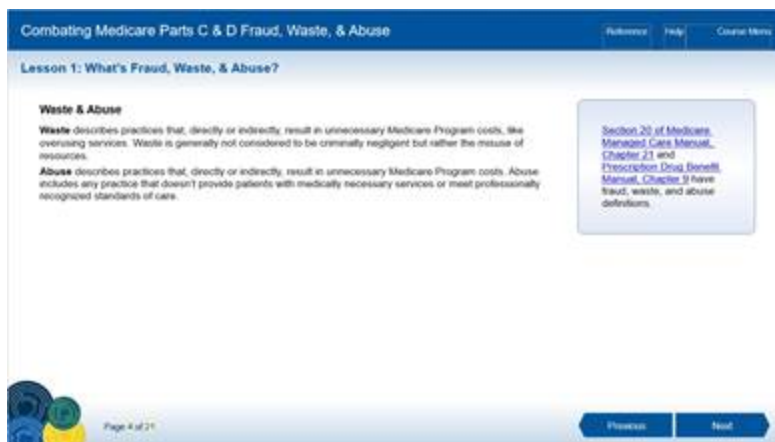 Combating Medicare Parts C & D Fraud, Waste, & Abuse
Reference Help Course Menu
Lesson 1: What's Fraud, Waste, & Abuse?
Waste & Abuse
Waste describes practices that, directly or indirectly, result in unnecessary Medicare Program costs, like
overusing services. Waste is generally not considered to be criminally negligent but rather the misuse of
resources.
Abuse describes practices that, directly or indirectly, result in unnecessary Medicare Program costs. Abuse
includes any practice that doesn't provide patients with medically necessary services or meet professionally
recognized standards of care.
Section 20 of Medicare
Managed Care Manual,
Chapter 21 and
Prescription Drug Benefit
Manual, Chapter 9 have
fraud, waste, and abuse
definitions.
Page 4 of 21
Previous Next